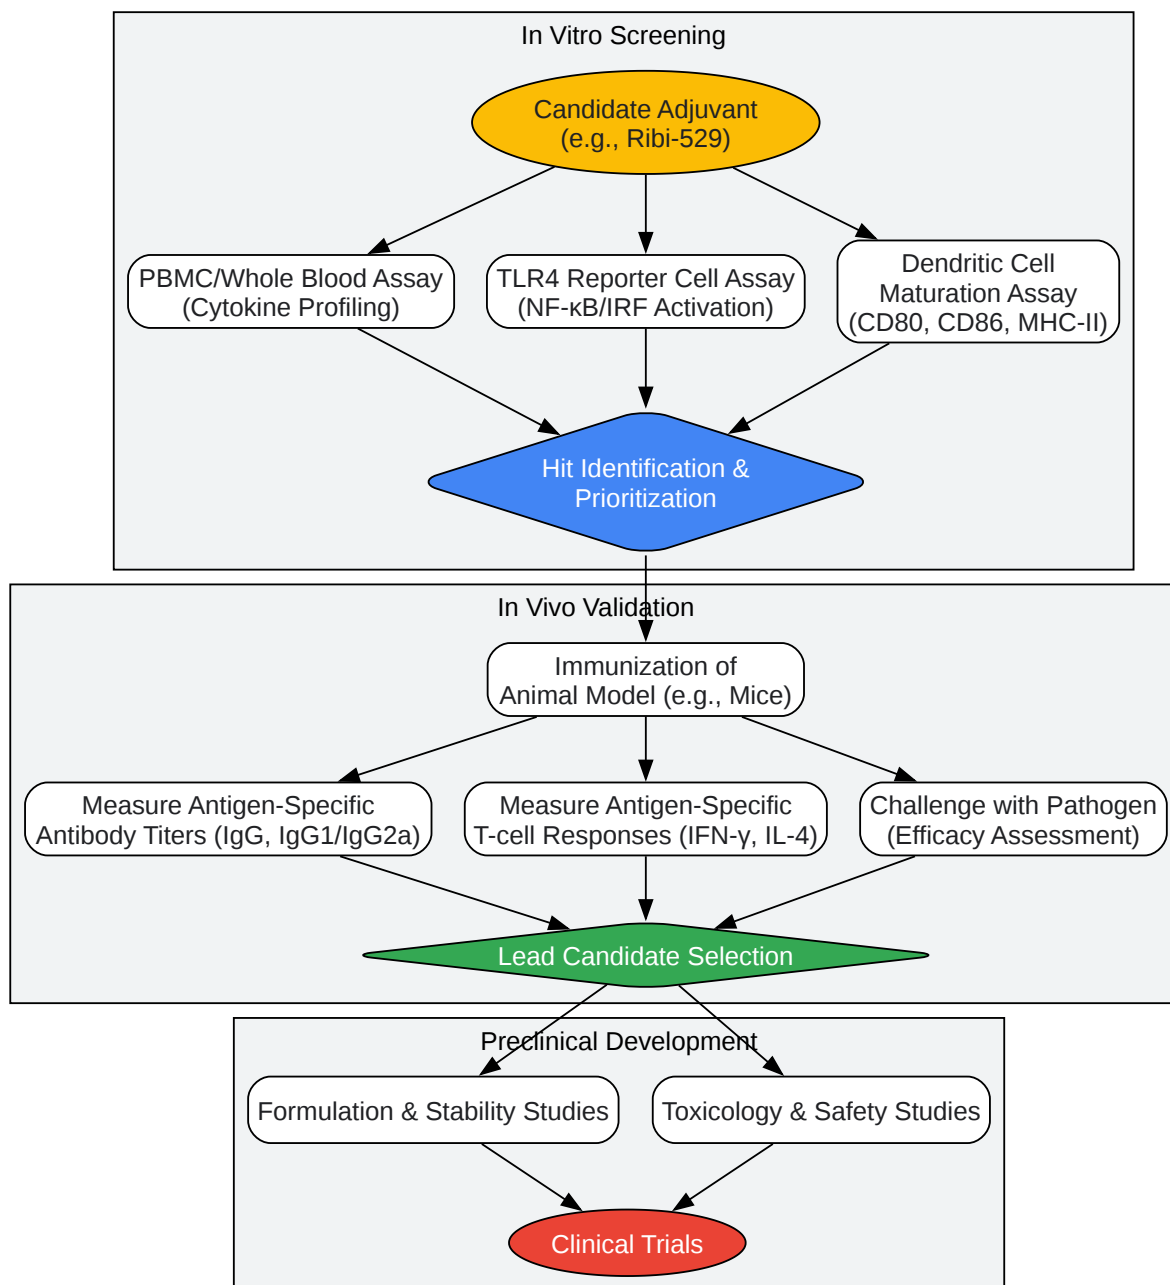 In Vitro Screening
Candidate Adjuvant
(e.g., Ribi-529)
PBMC/Whole Blood Assay
(Cytokine Profiling)
TLR4 Reporter Cell Assay
(NF-κB/IRF Activation)
Dendritic Cell
Maturation Assay
(CD80, CD86, MHC-II)
Hit Identification &
Prioritization
In Vivo Validation
Immunization of
Animal Model (e.g., Mice)
Measure Antigen-Specific
Antibody Titers (IgG, IgG1/IgG2a)
Measure Antigen-Specific
T-cell Responses (IFN-γ, IL-4)
Challenge with Pathogen
(Efficacy Assessment)
Lead Candidate Selection
Preclinical Development
Formulation & Stability Studies
Toxicology & Safety Studies
Clinical Trials